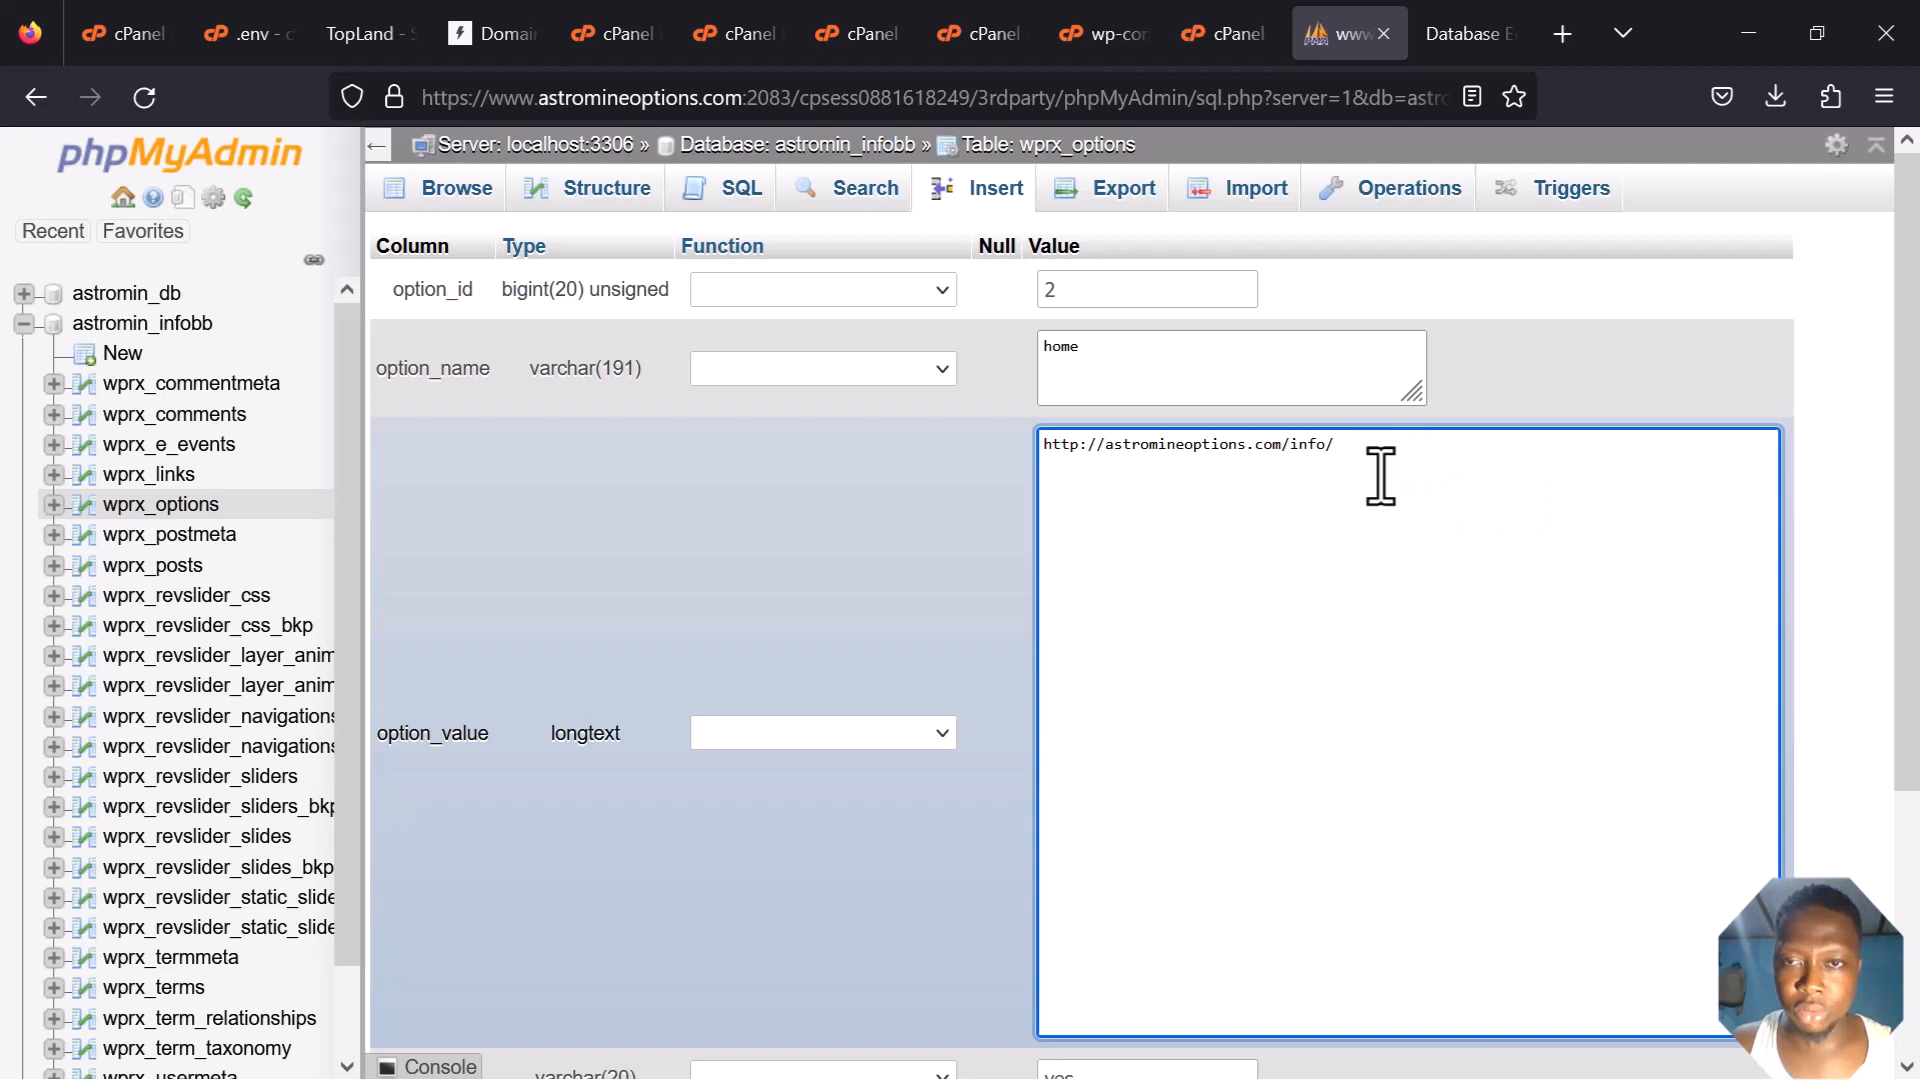 cPanel
.env - c
TopLand - S
Domain
cPanel
cPanel
cPanel
cPanel
wp-con
cPanel
PMA
www
Database E
https://www.astromineoptions.com:2083/cpsess0881618249/3rdparty/phpMyAdmin/sql.php?server=1&db=astro
phpMyAdmin
Recent
Favorites
astromin_db
astromin_infobb
New
wprx_commentmeta
wprx_comments
wprx_e_events
wprx_links
wprx_options
wprx_postmeta
wprx_posts
wprx_revslider_css
wprx_revslider_css_bkp
wprx_revslider_layer_anim
wprx_revslider_layer_anim
wprx_revslider_navigations
wprx_revslider_navigations
wprx_revslider_sliders
wprx_revslider_sliders_bkp
wprx_revslider_slides
wprx_revslider_slides_bkp
wprx_revslider_static_slide
wprx_revslider_static_slide
wprx_termmeta
wprx_terms
wprx_term_relationships
wprx_term_taxonomy
wprx_usermeta
Server: localhost:3306 » Database: astromin_infobb » Table: wprx_options
Browse Structure SQL Search Insert Export Import Operations Triggers
Column Type Function Null Value
option_id bigint(20) unsigned 2
option_name varchar(191) home
http://astromineoptions.com/info/
option_value longtext
Console
varchar(20) yes